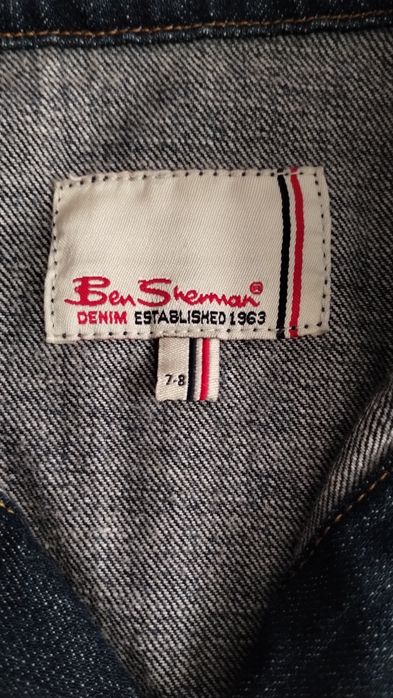 Ben Sherman®
DENIM ESTABLISHED 1963
7-8